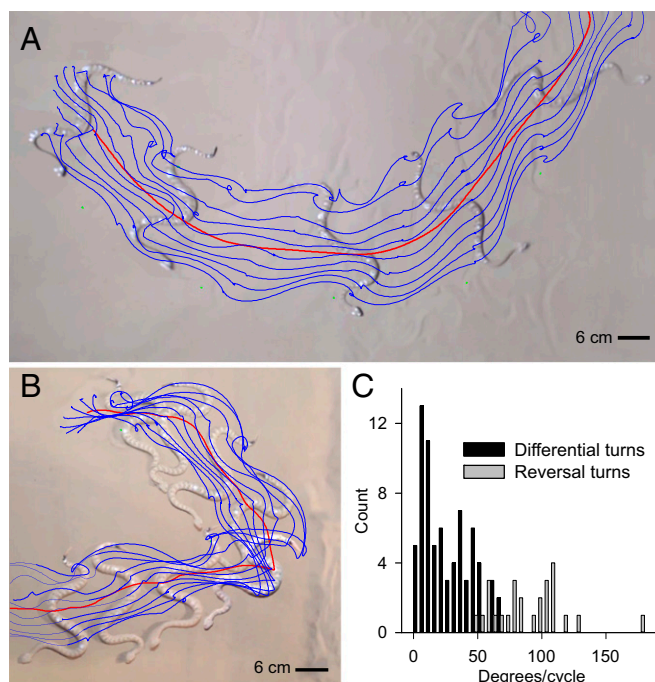 A
6 cm
B
6 cm
C
12
8
4
0
Count
Differential turns
Reversal turns
0 50 100 150
Degrees/cycle